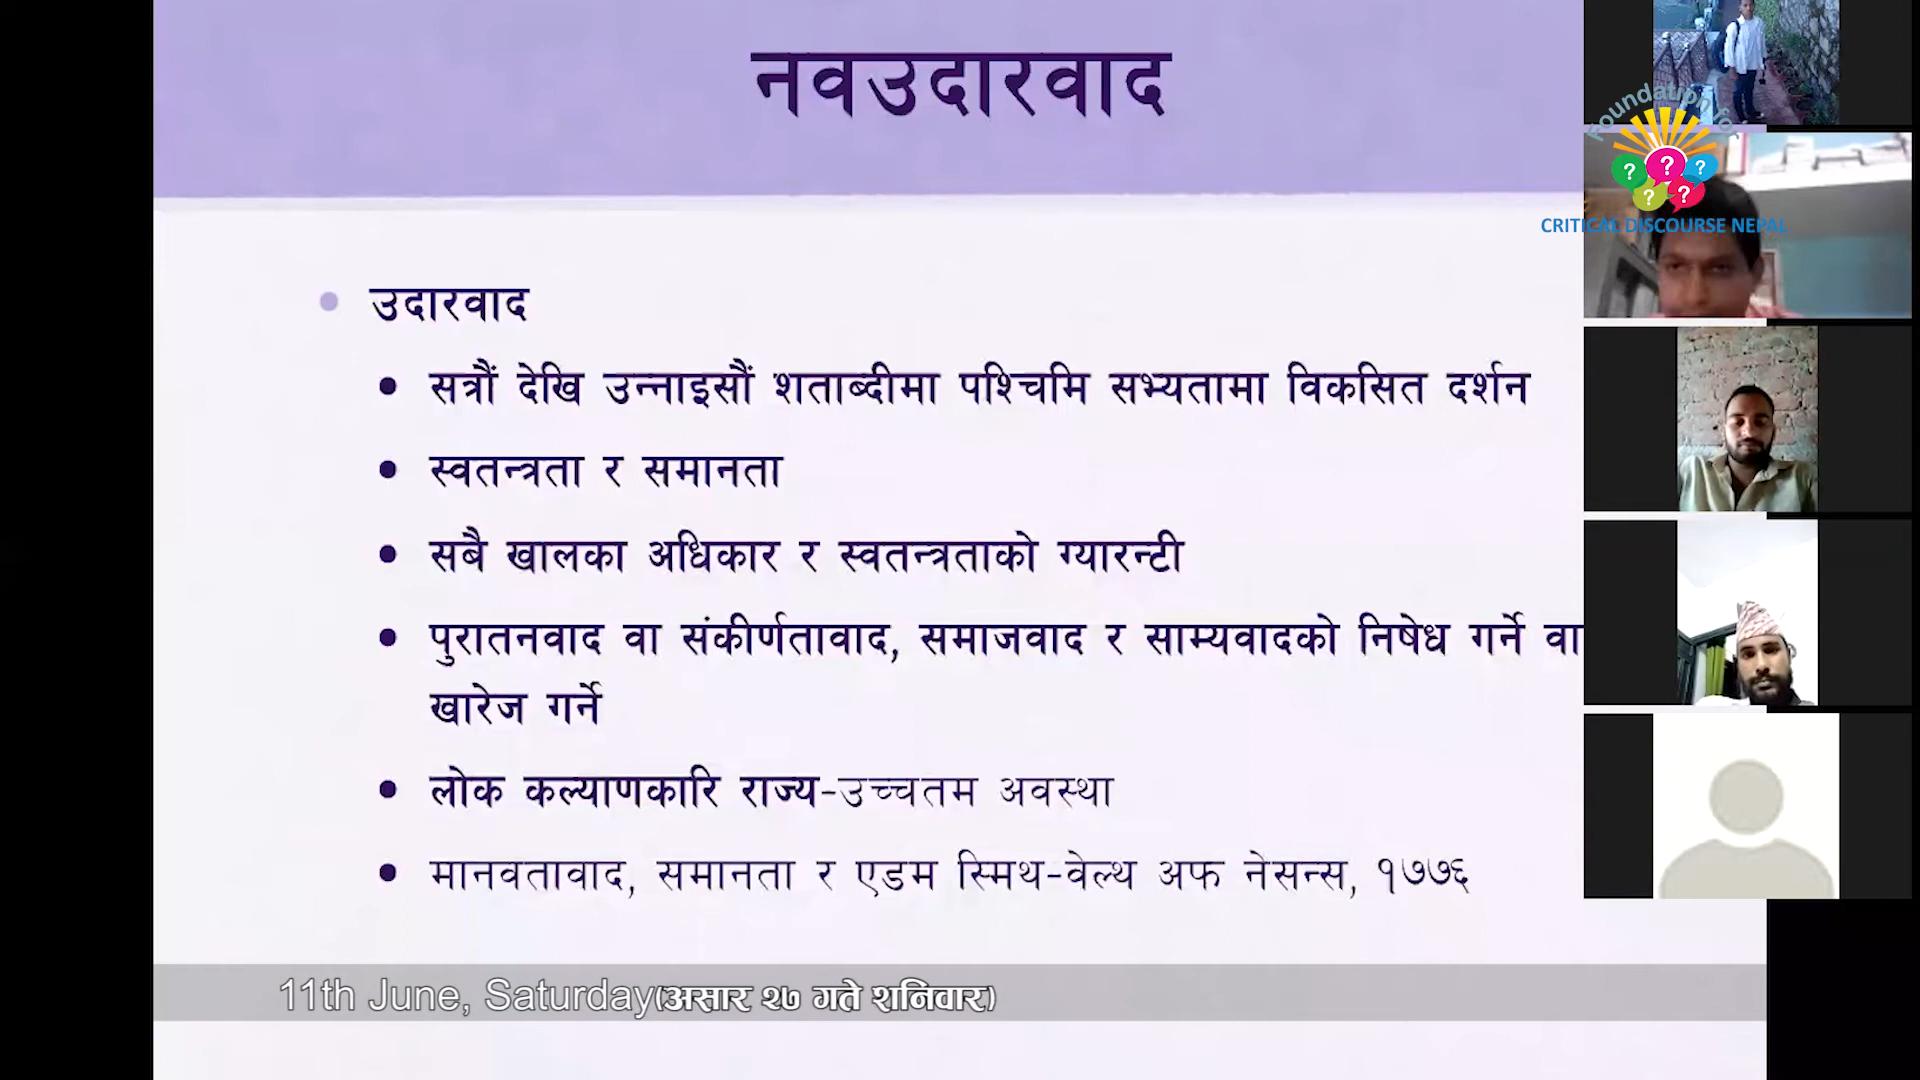 नवउदारवाद
उदारवाद
सत्रौं देखि उन्नाइसौं शताब्दीमा पश्चिमि सभ्यतामा विकसित दर्शन
स्वतन्त्रता र समानता
सबै खालका अधिकार र स्वतन्त्रताको ग्यारन्टी
पुरातनवाद वा संकीर्णतावाद, समाजवाद र साम्यवादको निषेध गर्ने वा
खारेज गर्ने
लोक कल्याणकारि राज्य-उच्चतम अवस्था
मानवतावाद, समानता र एडम स्मिथ-वेल्थ अफ नेसन्स, १७७६
11th June, Saturday(असार २७ गते शनिवार)
Foundation for
? ? ? ? ?
CRITICAL DISCOURSE NEPAL